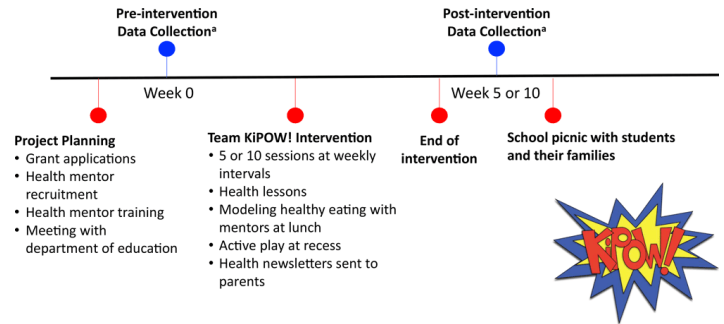 Pre-intervention
Data Collectionᵃ
Post-intervention
Data Collectionᵃ
Week 0
Week 5 or 10
Project Planning
• Grant applications
• Health mentor
recruitment
• Health mentor training
• Meeting with
department of education
Team KiPOW! Intervention
• 5 or 10 sessions at weekly
intervals
• Health lessons
• Modeling healthy eating with
mentors at lunch
• Active play at recess
• Health newsletters sent to
parents
End of
intervention
School picnic with students
and their families
KiPOW!!